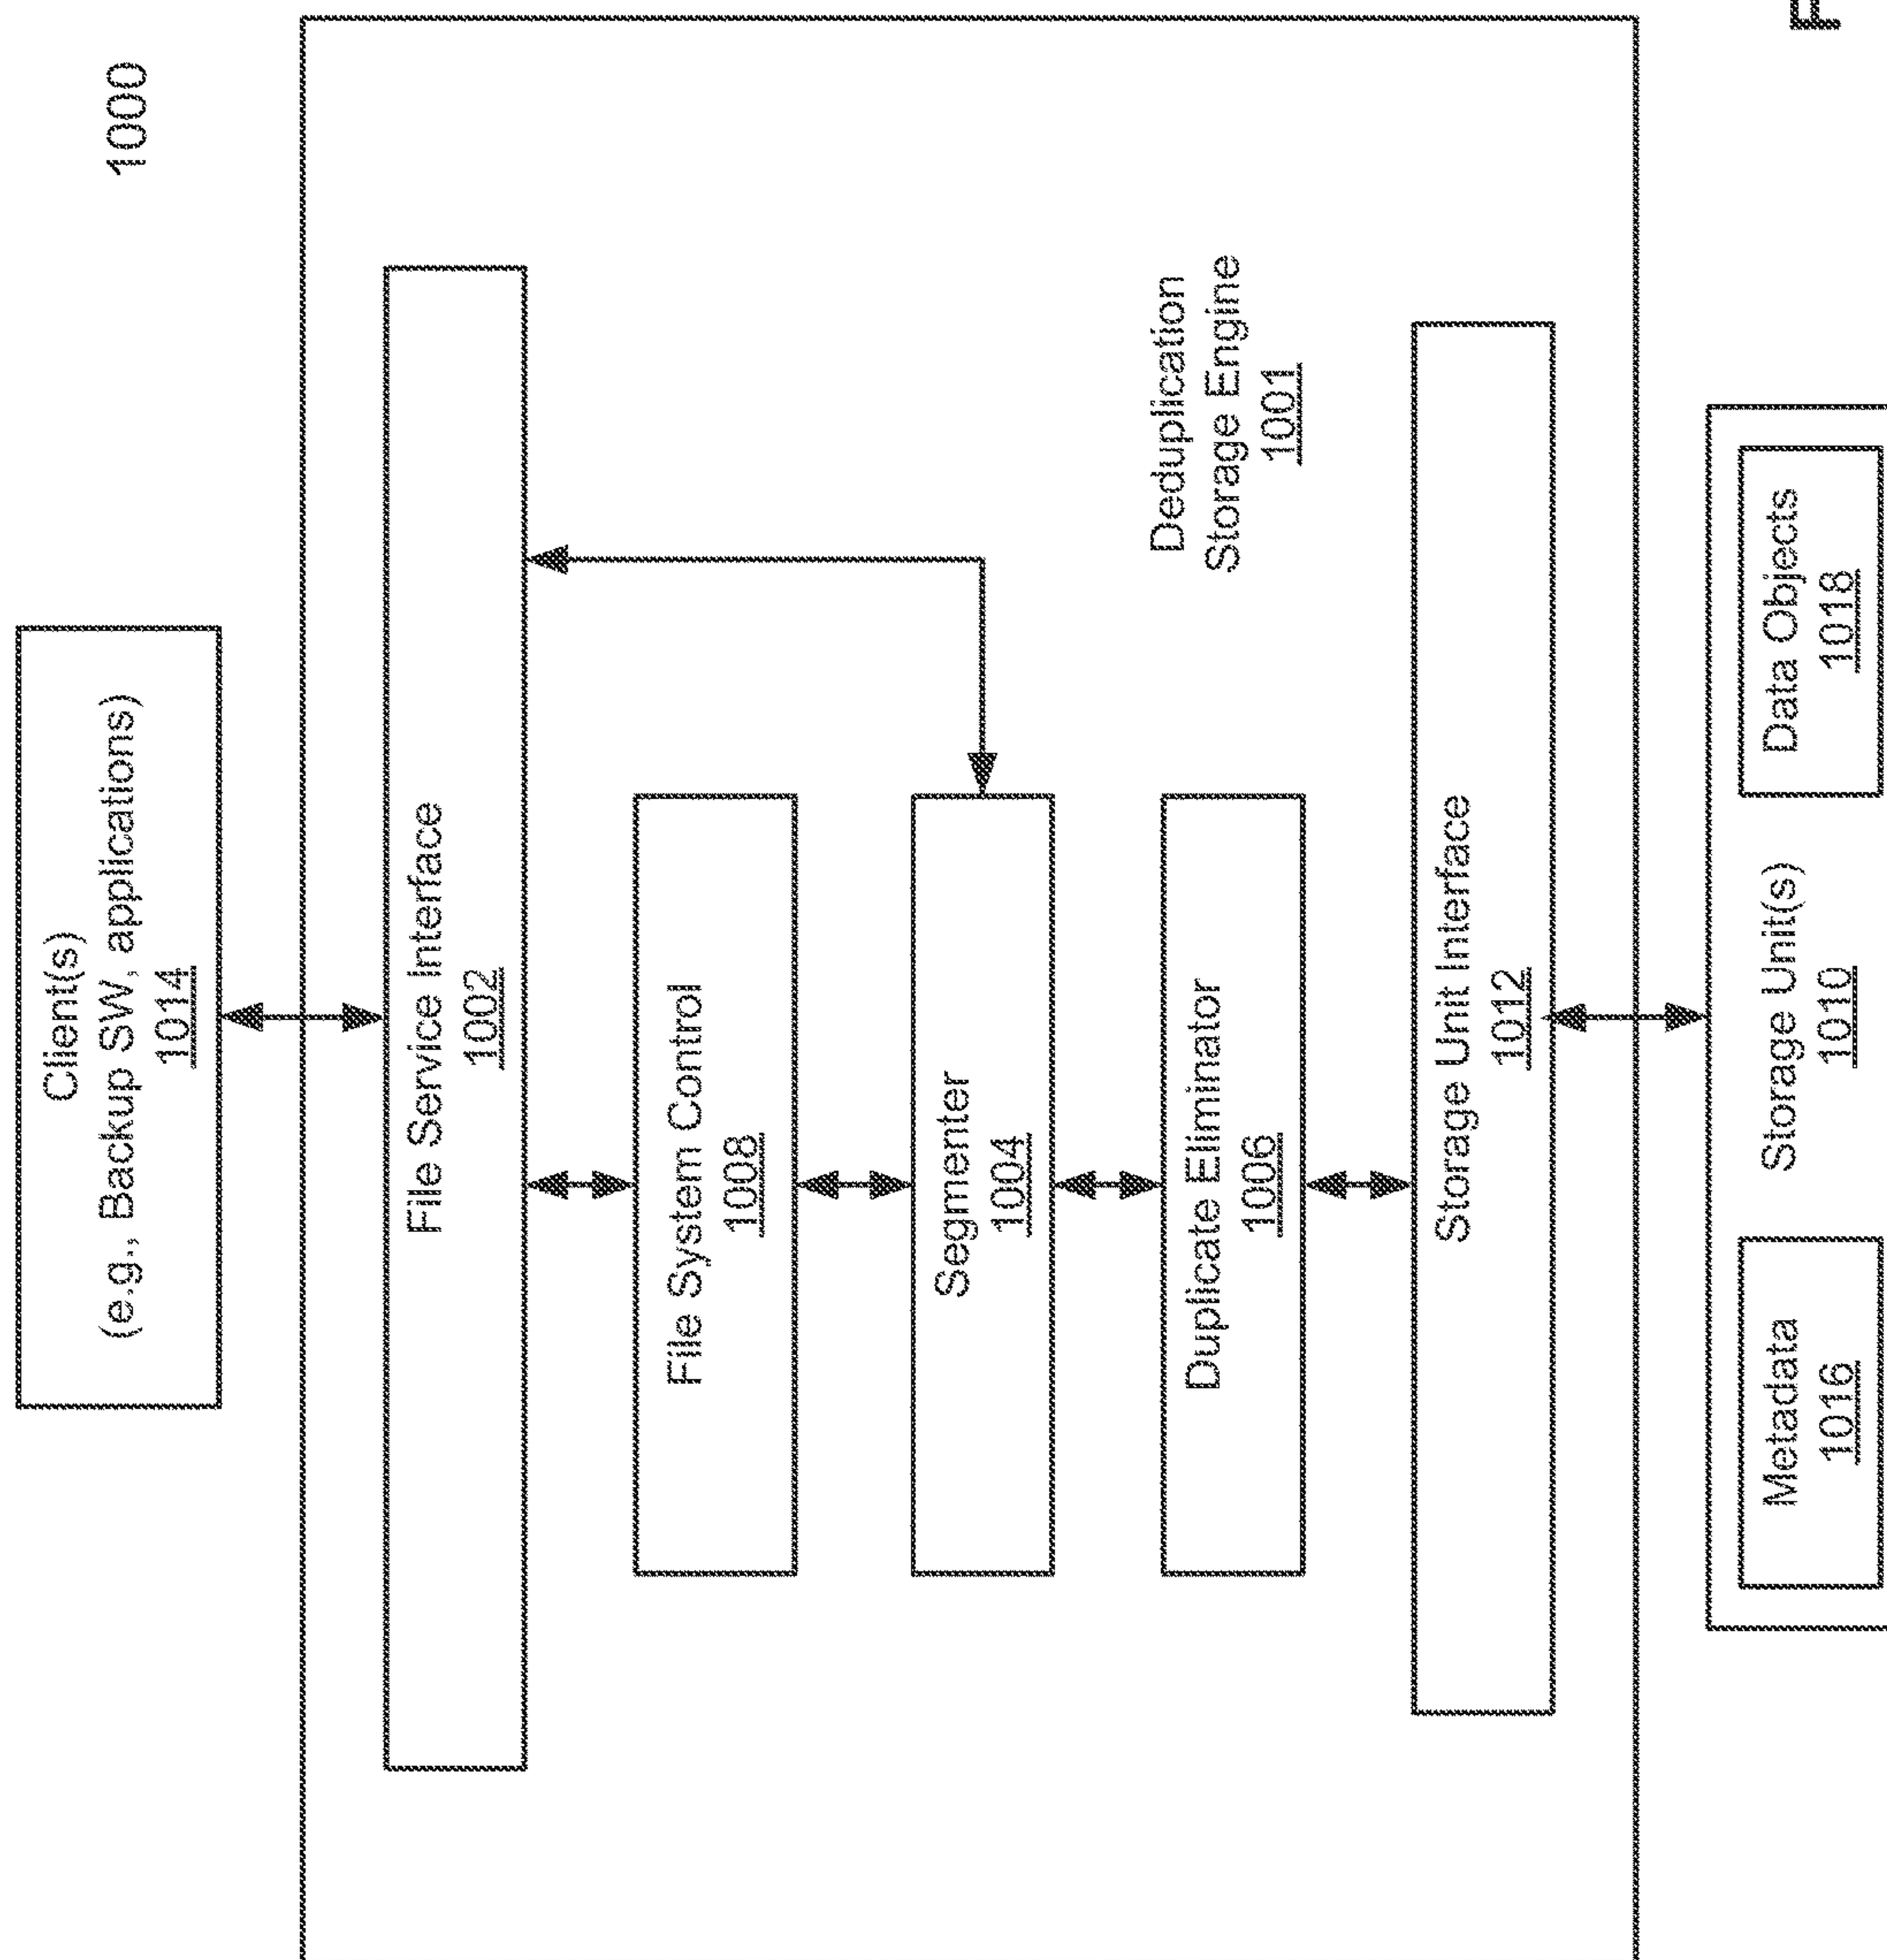 1000
Client(s)
(e.g., Backup SW, applications)
1014
File Service Interface
1002
File System Control
1008
Segmenter
1004
Duplicate Eliminator
1006
Deduplication
Storage Engine
1001
Storage Unit Interface
1012
Metadata
1016
Storage Unit(s)
1010
Data Objects
1018